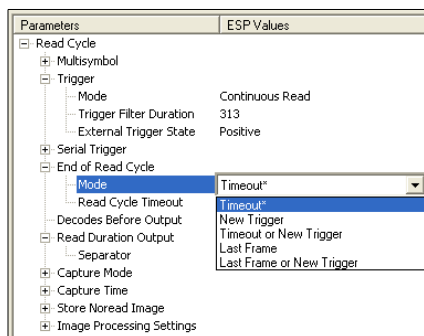 Parameters ESP Values
Read Cycle
Multisymbol
Trigger
Mode Continuous Read
Trigger Filter Duration 313
External Trigger State Positive
Serial Trigger
End of Read Cycle
Mode Timeout*
Read Cycle Timeout Timeout*
Decodes Before Output New Trigger
Read Duration Output Timeout or New Trigger
Separator Last Frame
Capture Mode Last Frame or New Trigger
Capture Time
Store Noread Image
Image Processing Settings